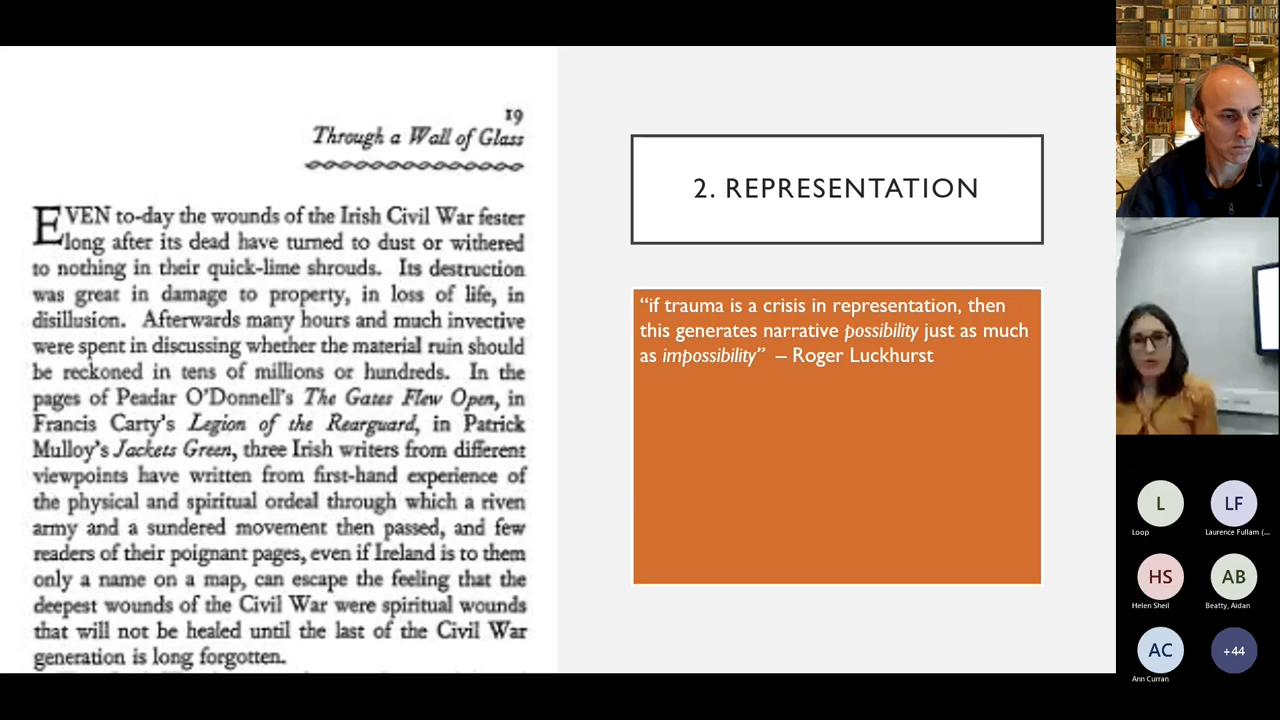 19
Through a Wall of Glass
EVEN to-day the wounds of the Irish Civil War fester
long after its dead have turned to dust or withered
to nothing in their quick-lime shrouds. Its destruction
was great in damage to property, in loss of life, in
disillusion. Afterwards many hours and much invective
were spent in discussing whether the material ruin should
be reckoned in tens of millions or hundreds. In the
pages of Peadar O'Donnell's The Gates Flew Open, in
Francis Carty's Legion of the Rearguard, in Patrick
Mulloy's Jackets Green, three Irish writers from different
viewpoints have written from first-hand experience of
the physical and spiritual ordeal through which a riven
army and a sundered movement then passed, and few
readers of their poignant pages, even if Ireland is to them
only a name on a map, can escape the feeling that the
deepest wounds of the Civil War were spiritual wounds
that will not be healed until the last of the Civil War
generation is long forgotten.
2. REPRESENTATION
“if trauma is a crisis in representation, then
this generates narrative possibility just as much
as impossibility” – Roger Luckhurst
L
Loop
LF
Laurence Fullam (...
HS
Helen Sheil
AB
Beatty, Aidan
AC
Ann Curran
+44